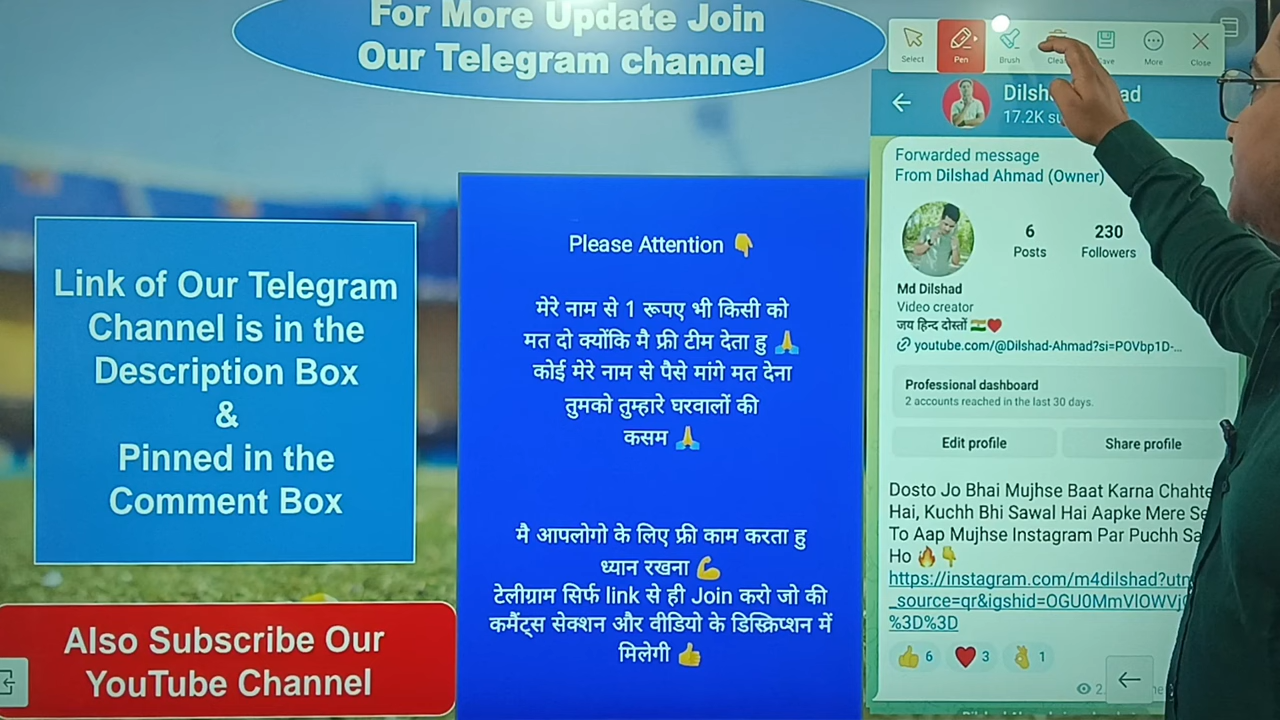 For More Update Join
Our Telegram channel
Link of Our Telegram
Channel is in the
Description Box
&
Pinned in the
Comment Box
Also Subscribe Our
YouTube Channel
Please Attention 👇
मेरे नाम से 1 रूपए भी किसी को
मत दो क्योंकि मै फ्री टीम देता हु 🙏
कोई मेरे नाम से पैसे मांगे मत देना
तुमको तुम्हारे घरवालों की
कसम 🙏
मै आपलोगो के लिए फ्री काम करता हु
ध्यान रखना 💪
टेलीग्राम सिर्फ link से ही Join करो जो की
कमैंट्स सेक्शन और वीडियो के डिस्क्रिप्शन में
मिलेगी 👍
Select Pen Brush More Close
17.2K
Forwarded message
From Dilshad Ahmad (Owner)
6 230
Posts Followers
Md Dilshad
Video creator
जय हिन्द दोस्तों 🇮🇳❤️
youtube.com/@Dilshad-Ahmad?si=P0Vbp1D-...
Professional dashboard
2 accounts reached in the last 30 days.
Edit profile Share profile
Dosto Jo Bhai Mujhse Baat Karna Chahte
Hai, Kuchh Bhi Sawal Hai Aapke Mere Se
To Aap Mujhse Instagram Par Puchh
Ho 🔥👇
https://instagram.com/m4dilshad?utm
_source=qr&igshid=OGU0MmVlOWVj
%3D%3D
👍 6 ❤️ 3 👌 1